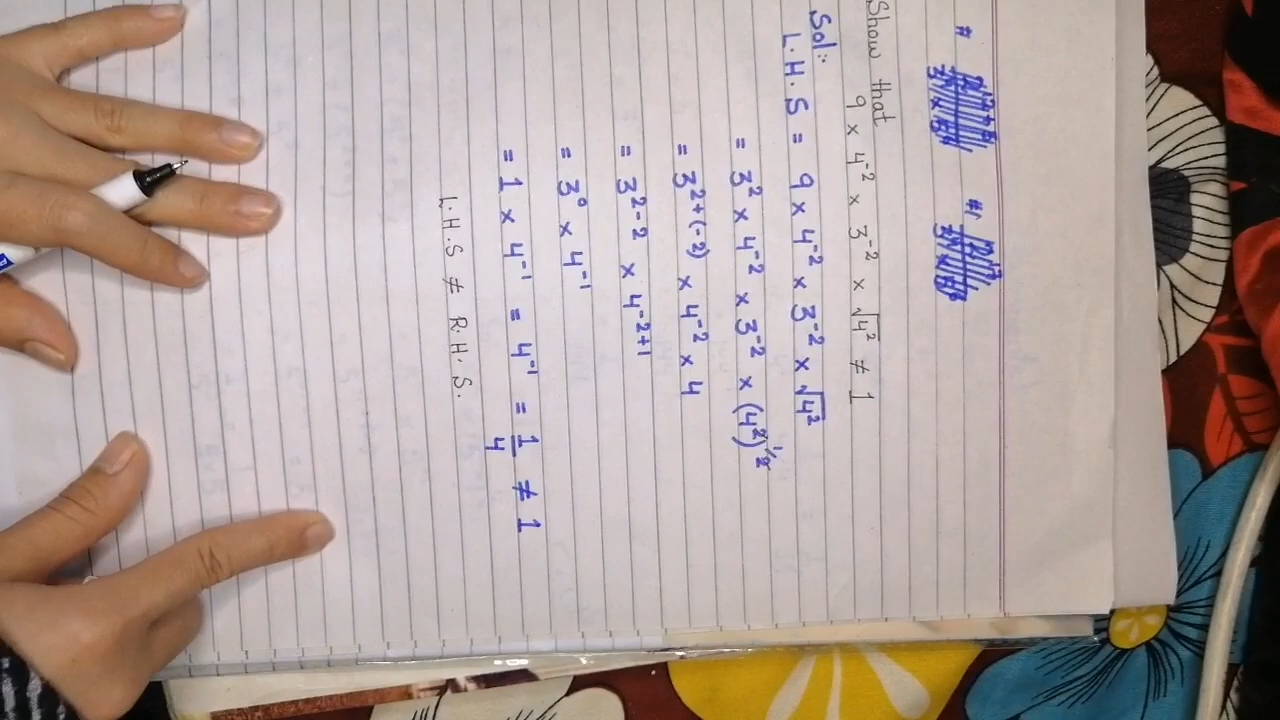 #
#1
Show that
9 × 4⁻² × 3⁻² × √4² ≠ 1
Sol:
L.H.S = 9 × 4⁻² × 3⁻² × √4²
= 3² × 4⁻² × 3⁻² × (4²)^1/2
= 3²⁺⁽⁻²⁾ × 4⁻² × 4
= 3²⁻² × 4⁻²⁺¹
= 3⁰ × 4⁻¹
= 1 × 4⁻¹ = 4⁻¹ = 1/4 ≠ 1
L.H.S ≠ R.H.S.